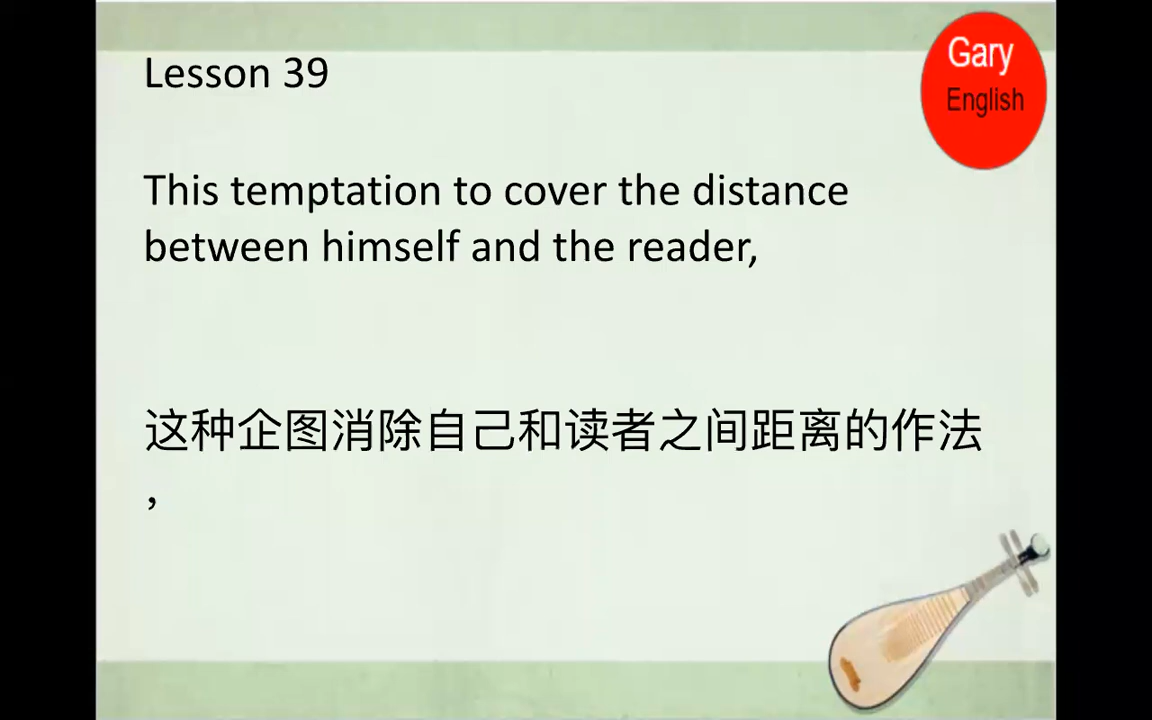 Lesson 39
Gary
English
This temptation to cover the distance
between himself and the reader,
这种企图消除自己和读者之间距离的作法
，